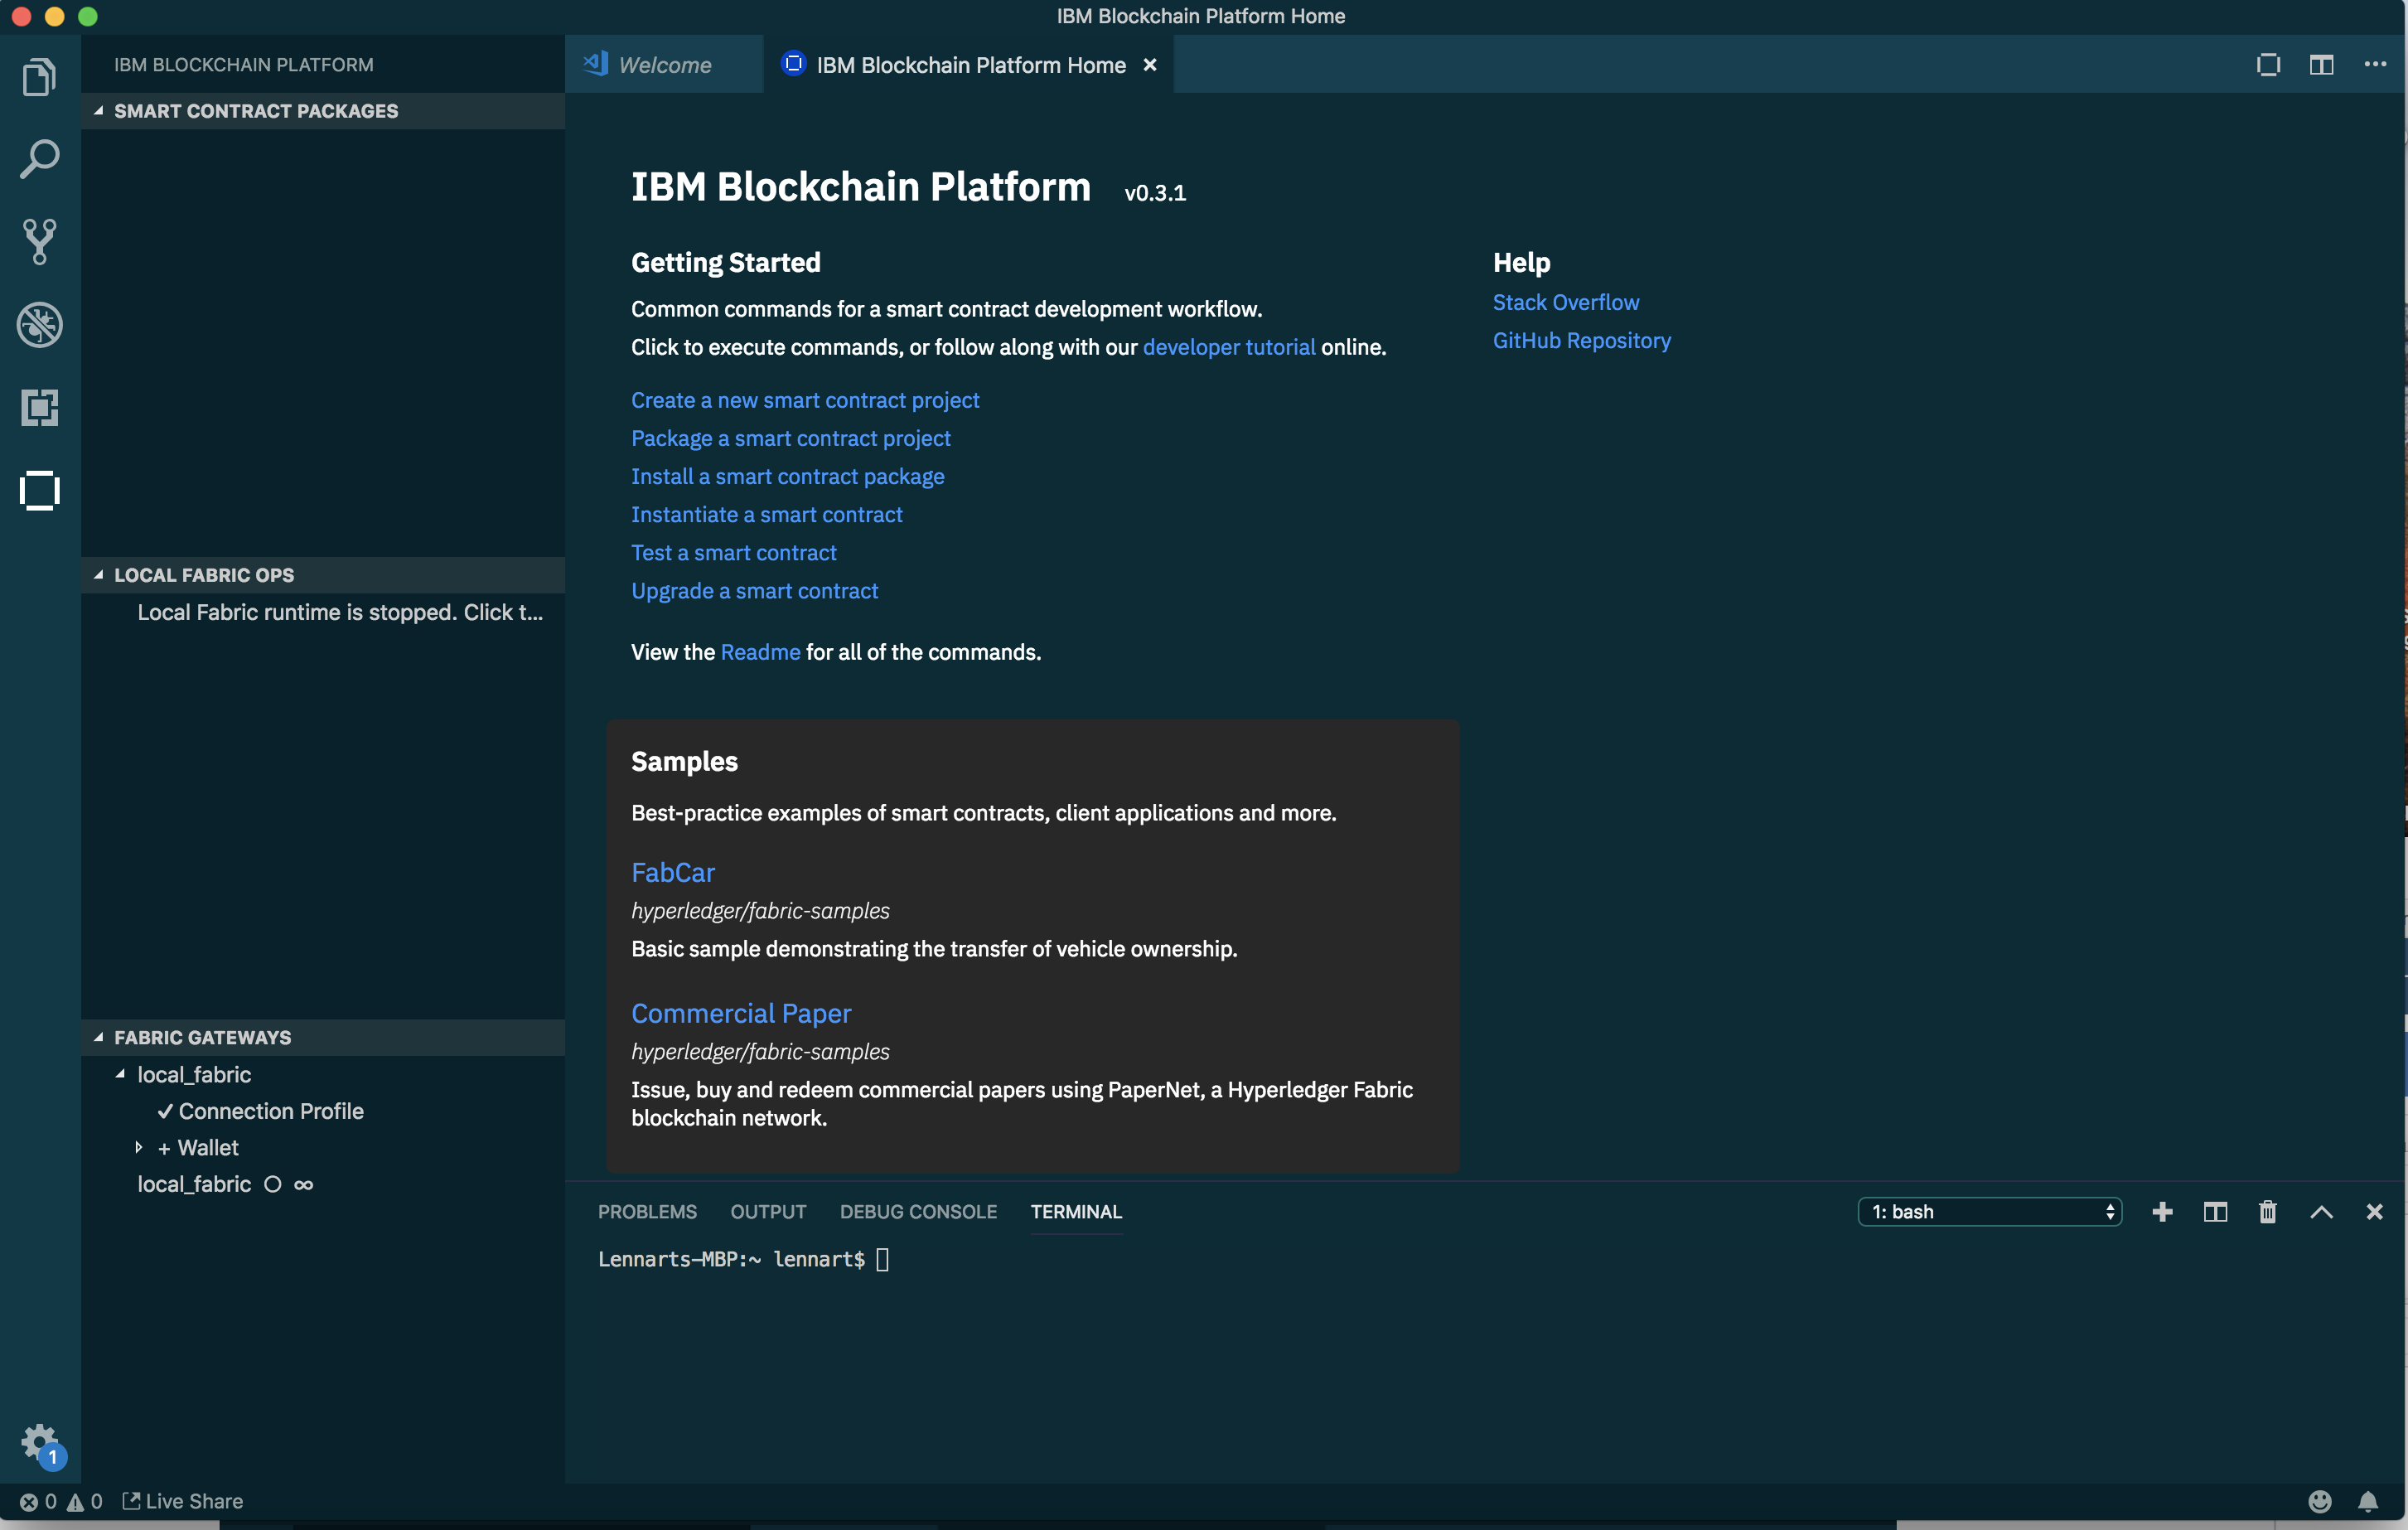 IBM Blockchain Platform Home
IBM BLOCKCHAIN PLATFORM
Welcome
IBM Blockchain Platform Home
SMART CONTRACT PACKAGES
LOCAL FABRIC OPS
Local Fabric runtime is stopped. Click t...
FABRIC GATEWAYS
local_fabric
✓ Connection Profile
+ Wallet
local_fabric ○ ∞
IBM Blockchain Platform v0.3.1
Getting Started
Common commands for a smart contract development workflow.
Click to execute commands, or follow along with our developer tutorial online.
Create a new smart contract project
Package a smart contract project
Install a smart contract package
Instantiate a smart contract
Test a smart contract
Upgrade a smart contract
View the Readme for all of the commands.
Help
Stack Overflow
GitHub Repository
Samples
Best-practice examples of smart contracts, client applications and more.
FabCar
hyperledger/fabric-samples
Basic sample demonstrating the transfer of vehicle ownership.
Commercial Paper
hyperledger/fabric-samples
Issue, buy and redeem commercial papers using PaperNet, a Hyperledger Fabric
blockchain network.
PROBLEMS OUTPUT DEBUG CONSOLE TERMINAL
1: bash
Lennarts-MBP:~ lennart$
1
0 0 Live Share